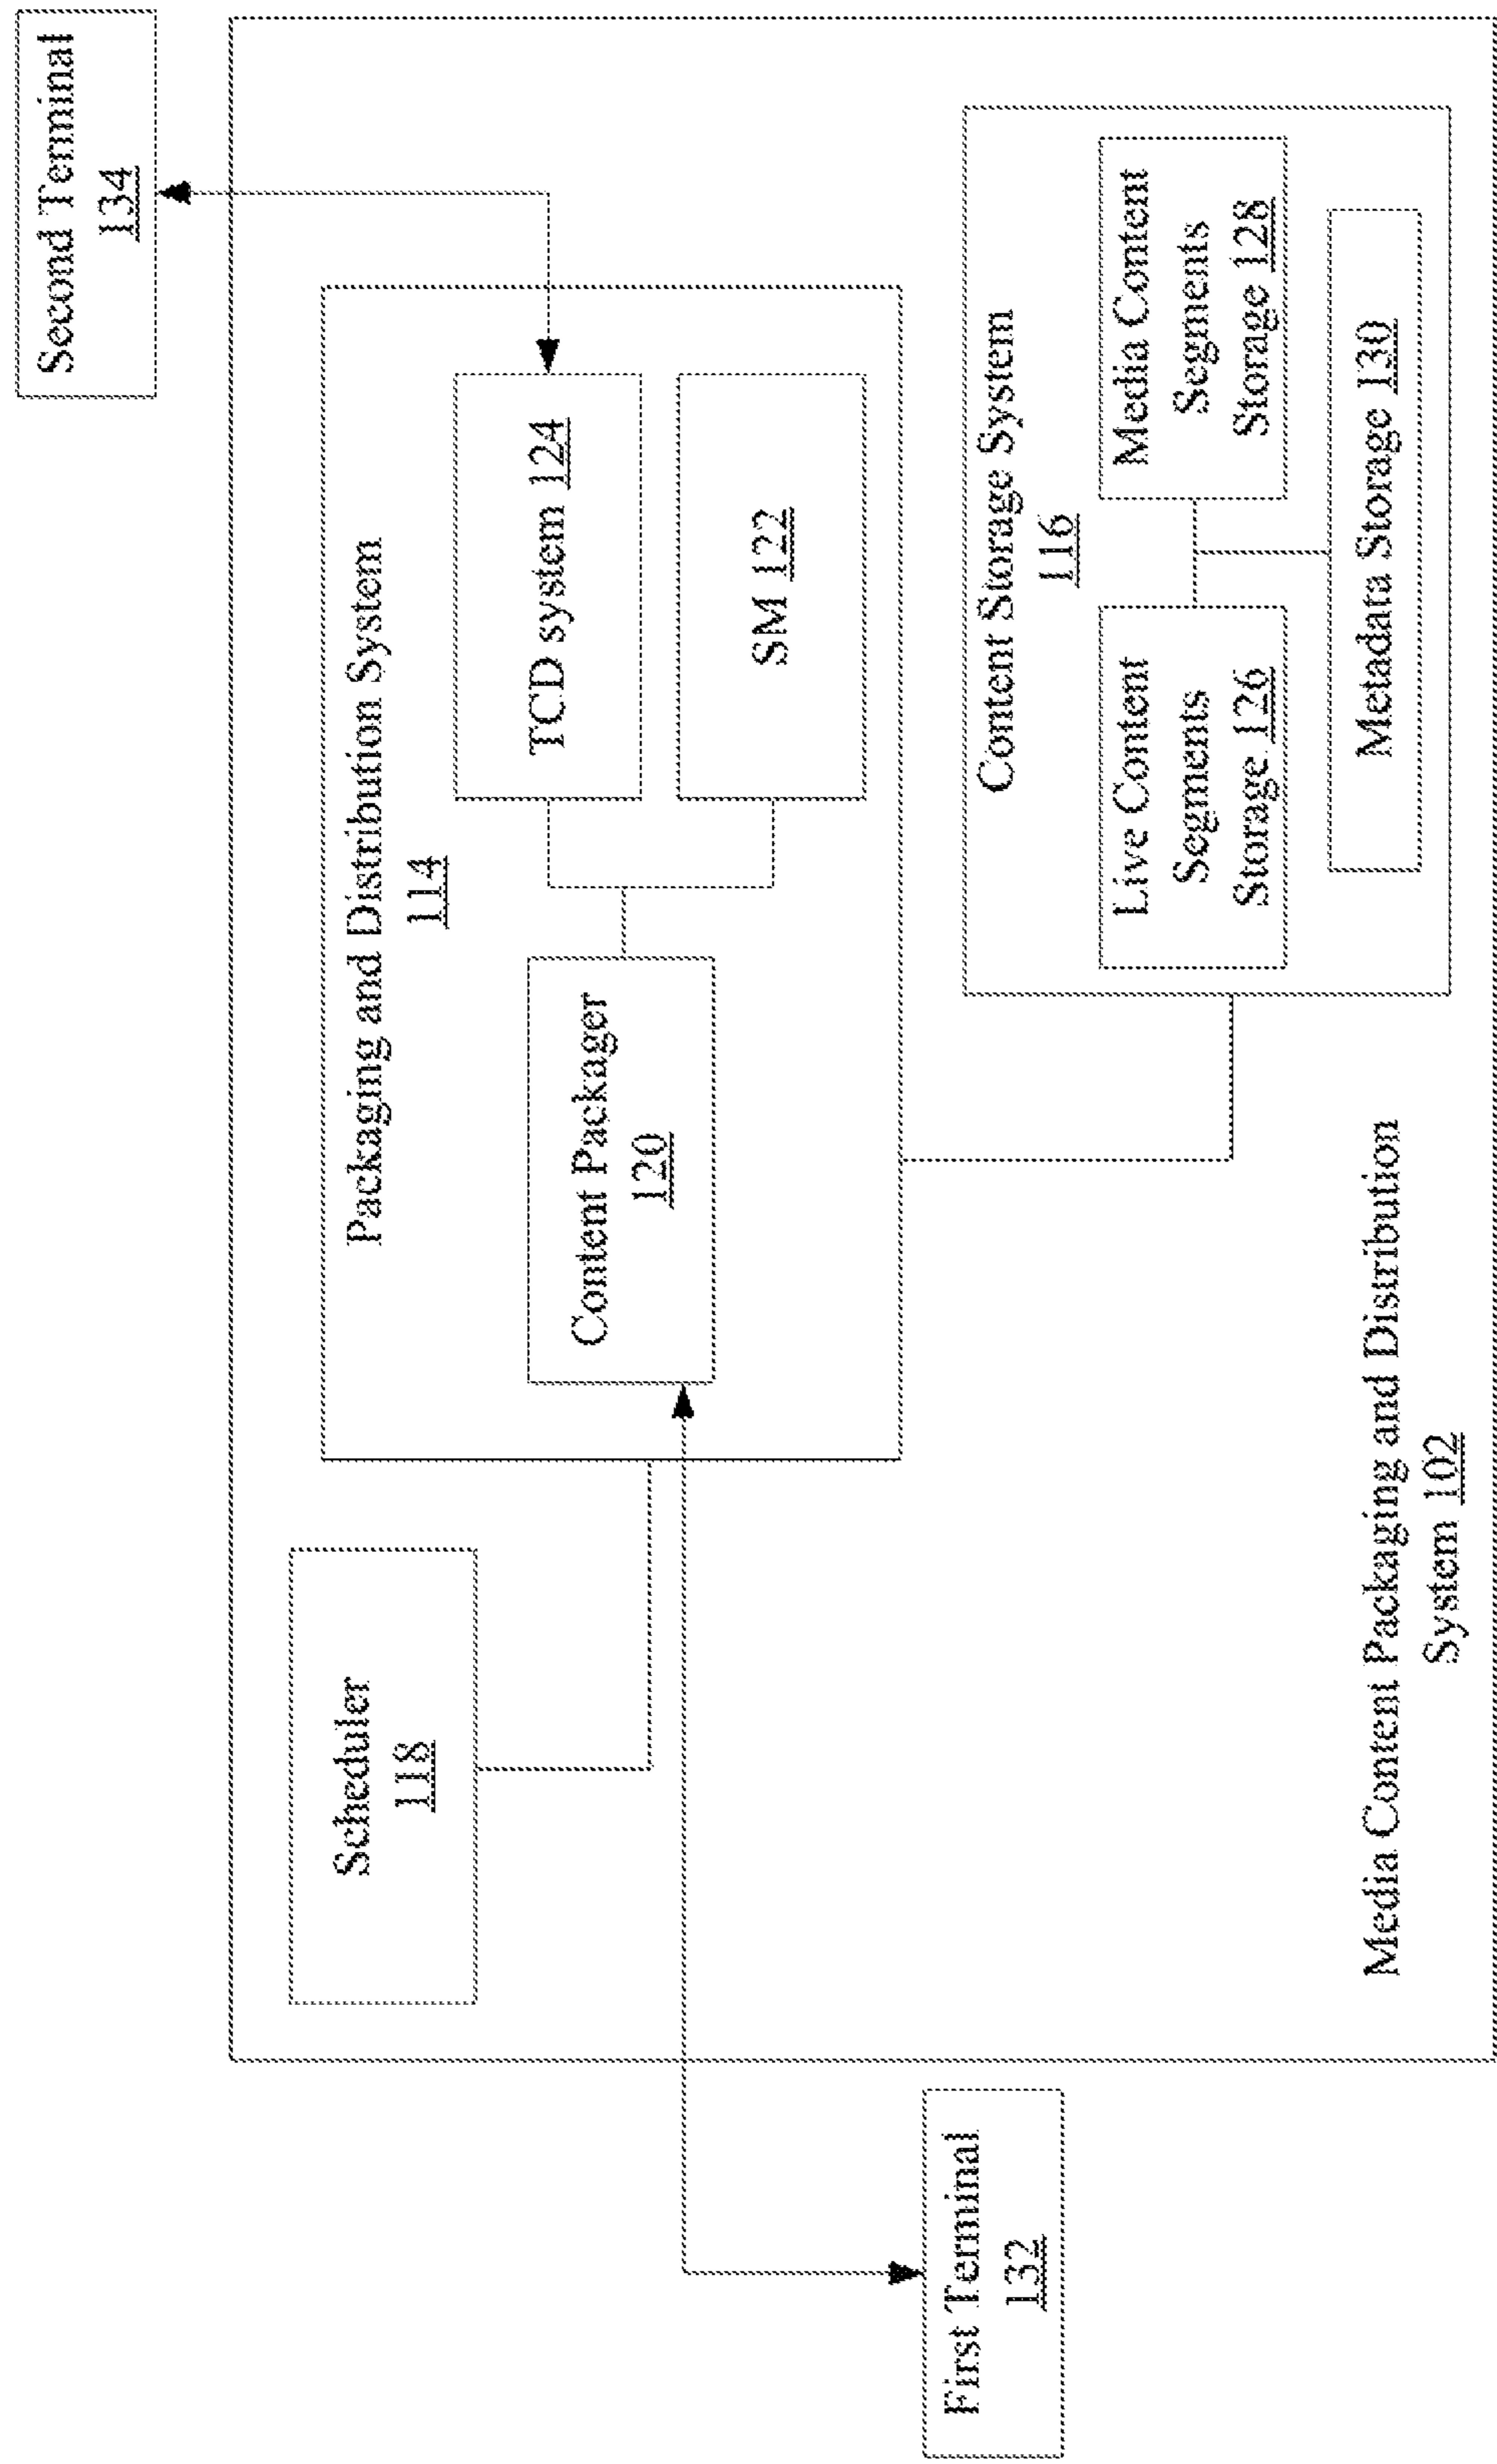 Second Terminal
134
Scheduler
118
Packaging and Distribution System
114
Content Packager
120
TCD system 124
SM 122
First Terminal
132
Content Storage System
116
Live Content
Segments
Storage 126
Media Content
Segments
Storage 128
Metadata Storage 130
Media Content Packaging and Distribution
System 102